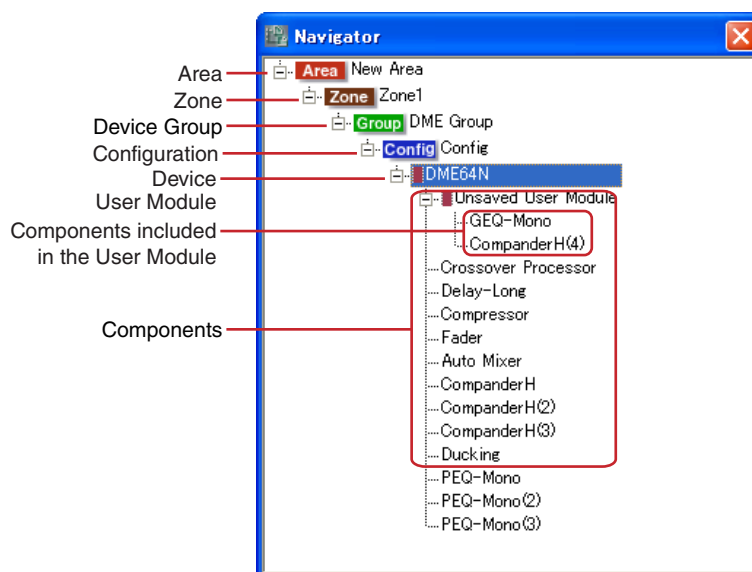 Navigator
Area
Area New Area
Zone
Zone Zone1
Device Group
Group DME Group
Configuration
Config Config
Device
DME64N
User Module
Unsaved User Module
Components included
in the User Module
GEQ-Mono
CompanderH(4)
Crossover Processor
Delay-Long
Compressor
Components
Fader
Auto Mixer
CompanderH
CompanderH(2)
CompanderH(3)
Ducking
PEQ-Mono
PEQ-Mono(2)
PEQ-Mono(3)